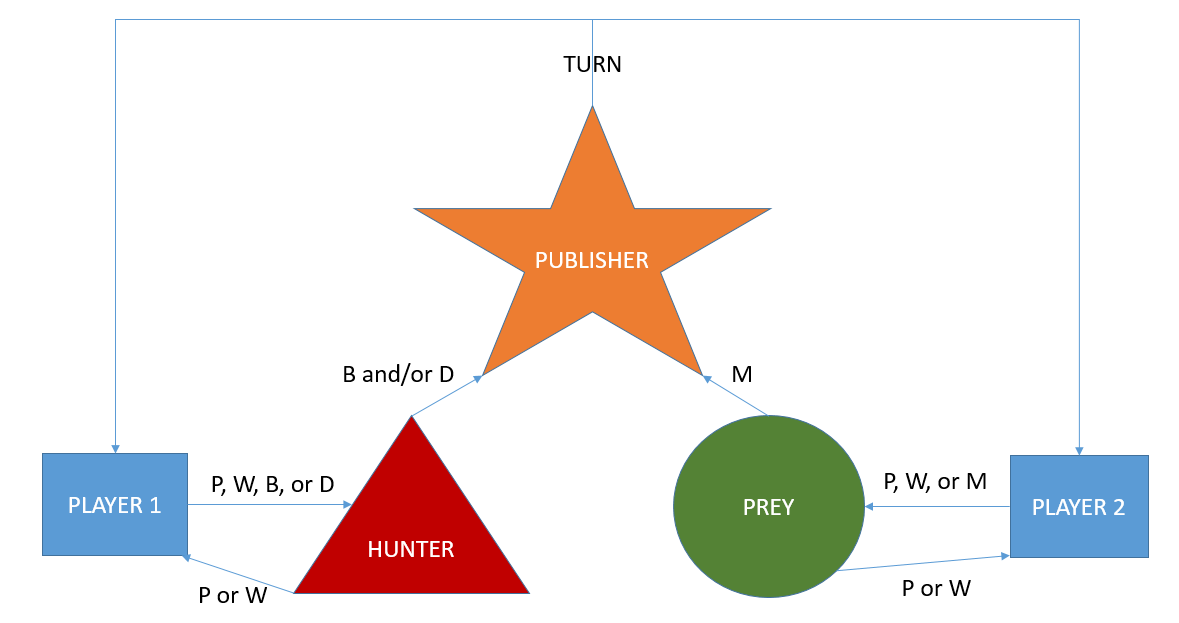 TURN
PUBLISHER
B and/or D
M
PLAYER 1
P, W, B, or D
HUNTER
P or W
PREY
P, W, or M
PLAYER 2
P or W